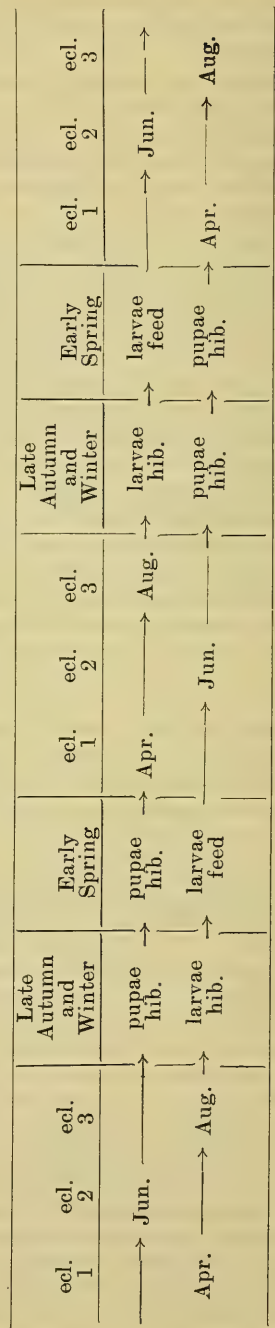 ecl.
1
ecl.
2
ecl.
3
Late
Autumn
and
Winter
Early
Spring
ecl.
1
ecl.
2
ecl.
3
Late
Autumn
and
Winter
Early
Spring
ecl.
1
ecl.
2
ecl.
3
→ Jun. →
pupae
hib.
→
pupae
hib.
→ Apr. → Aug. →
larvae
hib.
→
larvae
feed
→ Jun. →
Apr. → Aug. →
larvae
hib.
→
larvae
feed
→ Jun. →
pupae
hib.
→
pupae
hib.
→ Apr. → Aug.